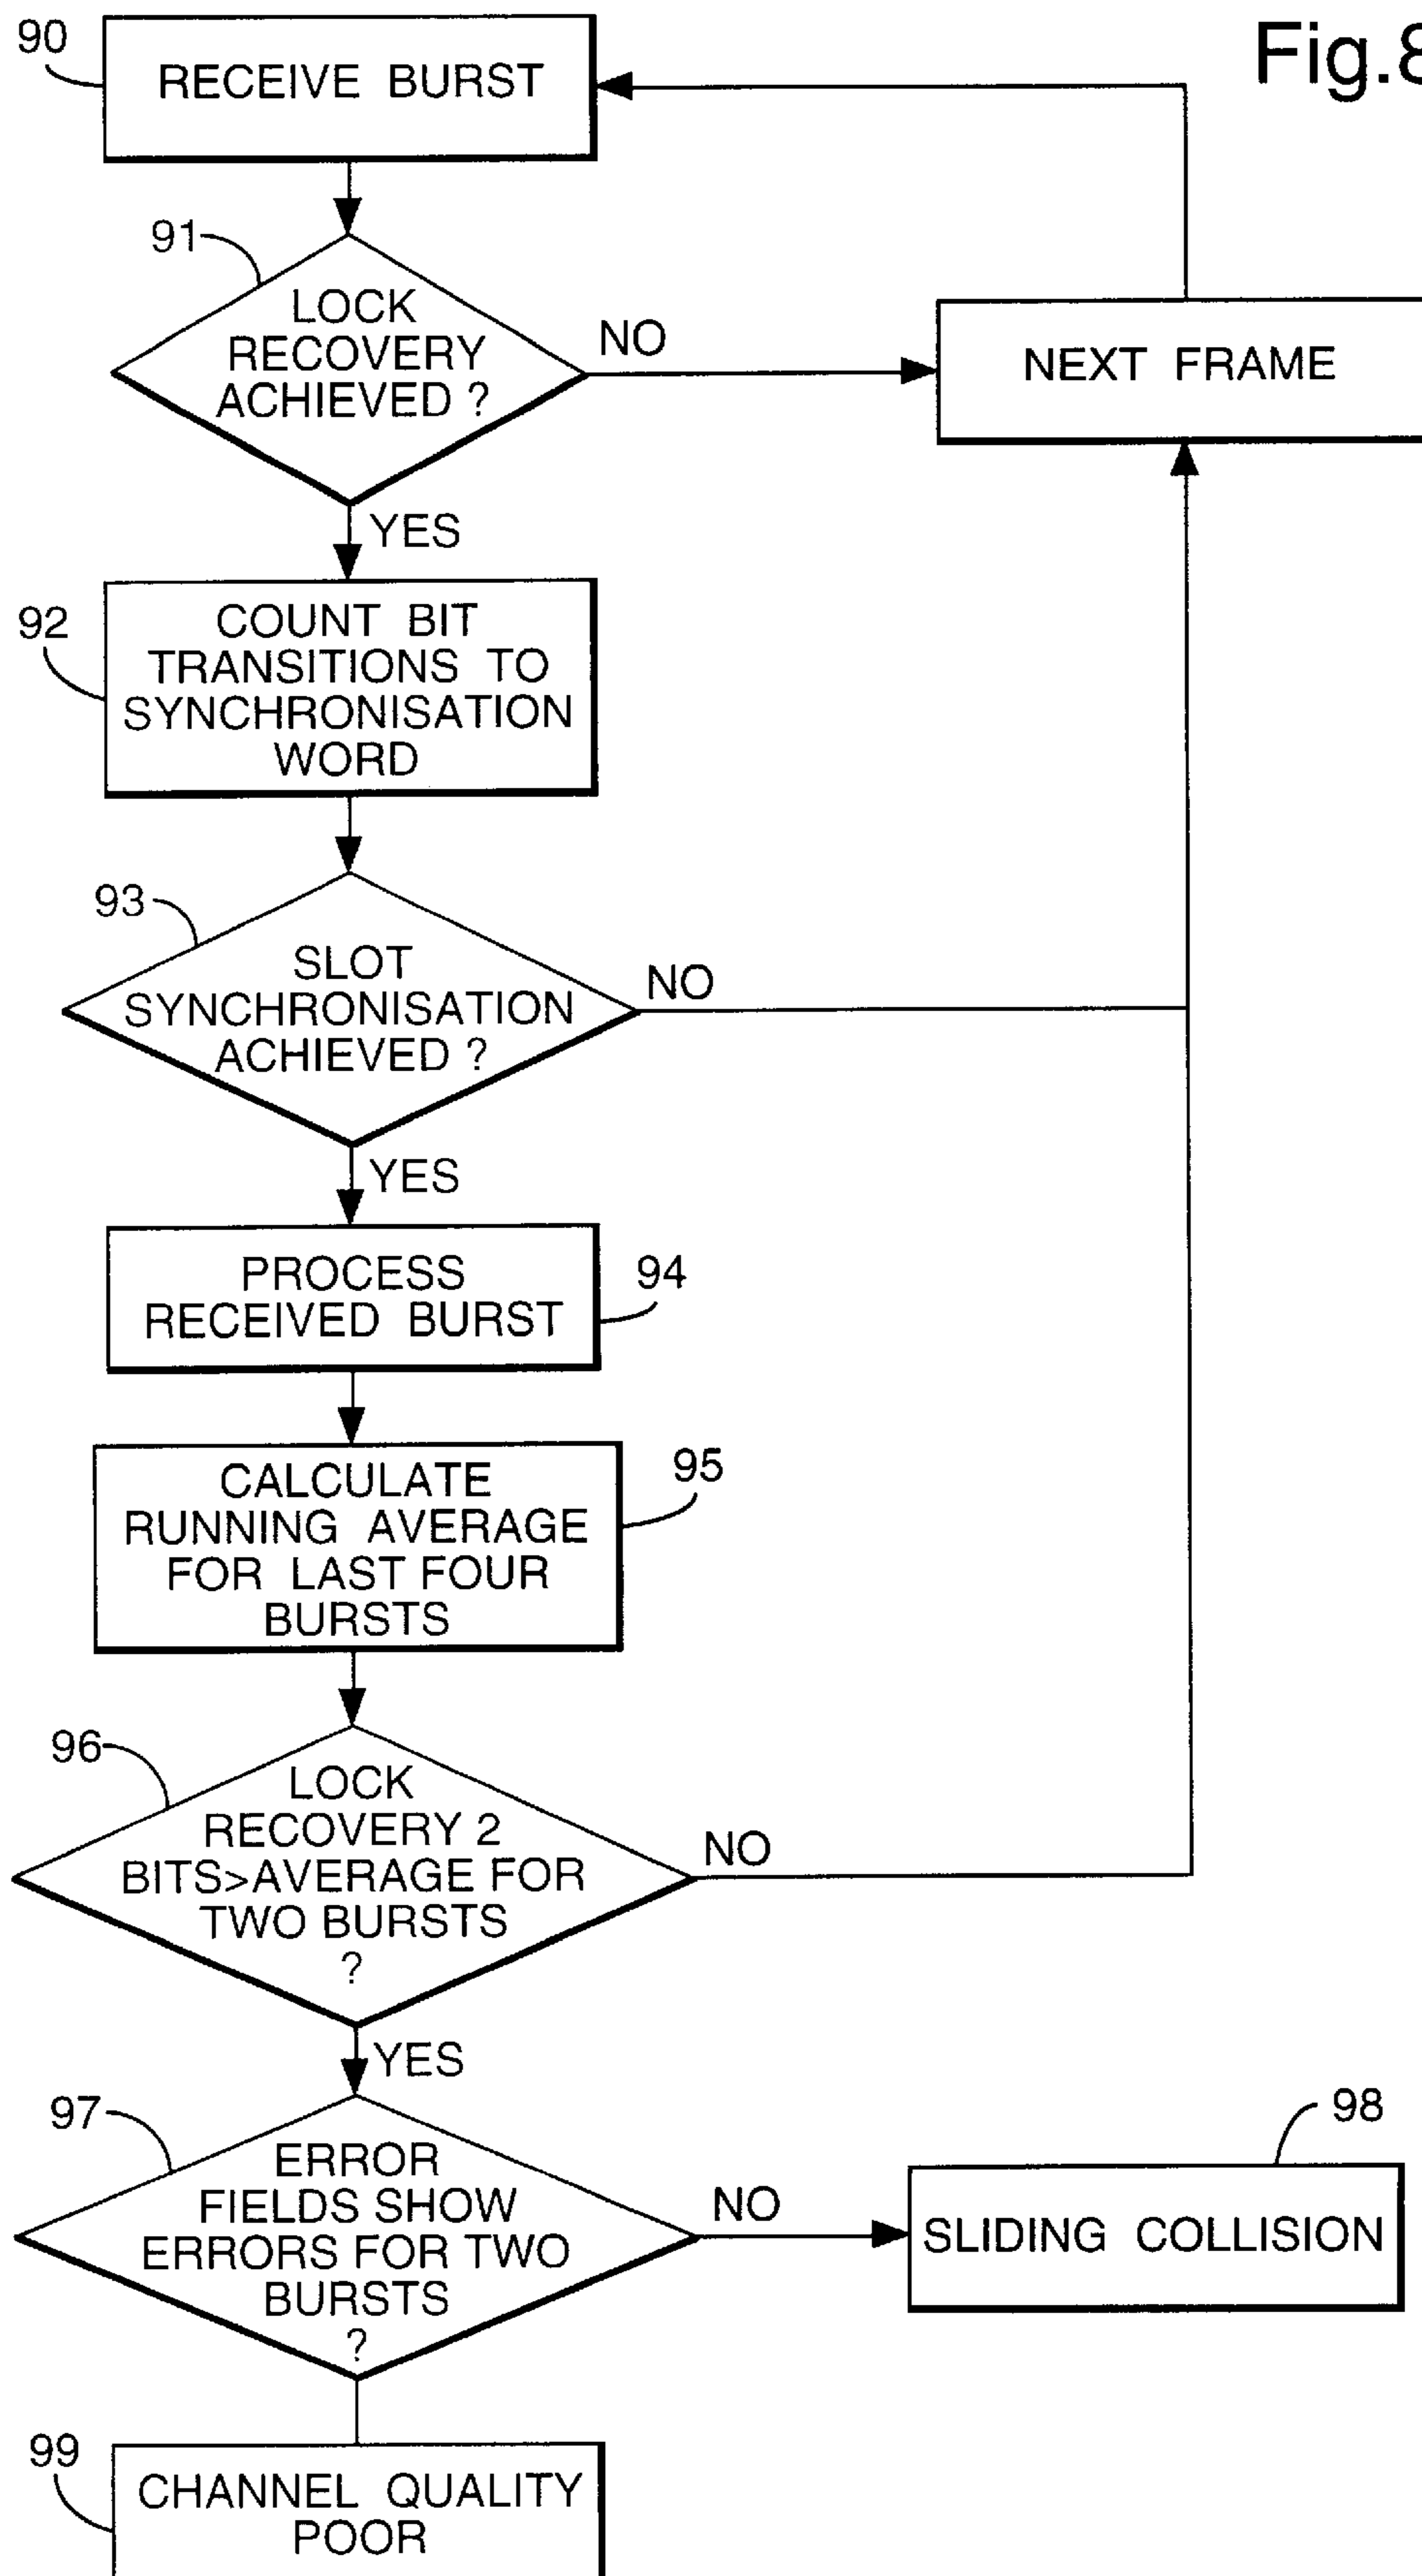 Fig.8
90
RECEIVE BURST
91
LOCK
RECOVERY
ACHIEVED ?
NO
NEXT FRAME
YES
92
COUNT BIT
TRANSITIONS TO
SYNCHRONISATION
WORD
93
SLOT
SYNCHRONISATION
ACHIEVED ?
NO
YES
PROCESS
RECEIVED BURST
94
CALCULATE
RUNNING AVERAGE
FOR LAST FOUR
BURSTS
95
96
LOCK
RECOVERY 2
BITS>AVERAGE FOR
TWO BURSTS
?
NO
YES
97
ERROR
FIELDS SHOW
ERRORS FOR TWO
BURSTS
?
NO
98
SLIDING COLLISION
99
CHANNEL QUALITY
POOR